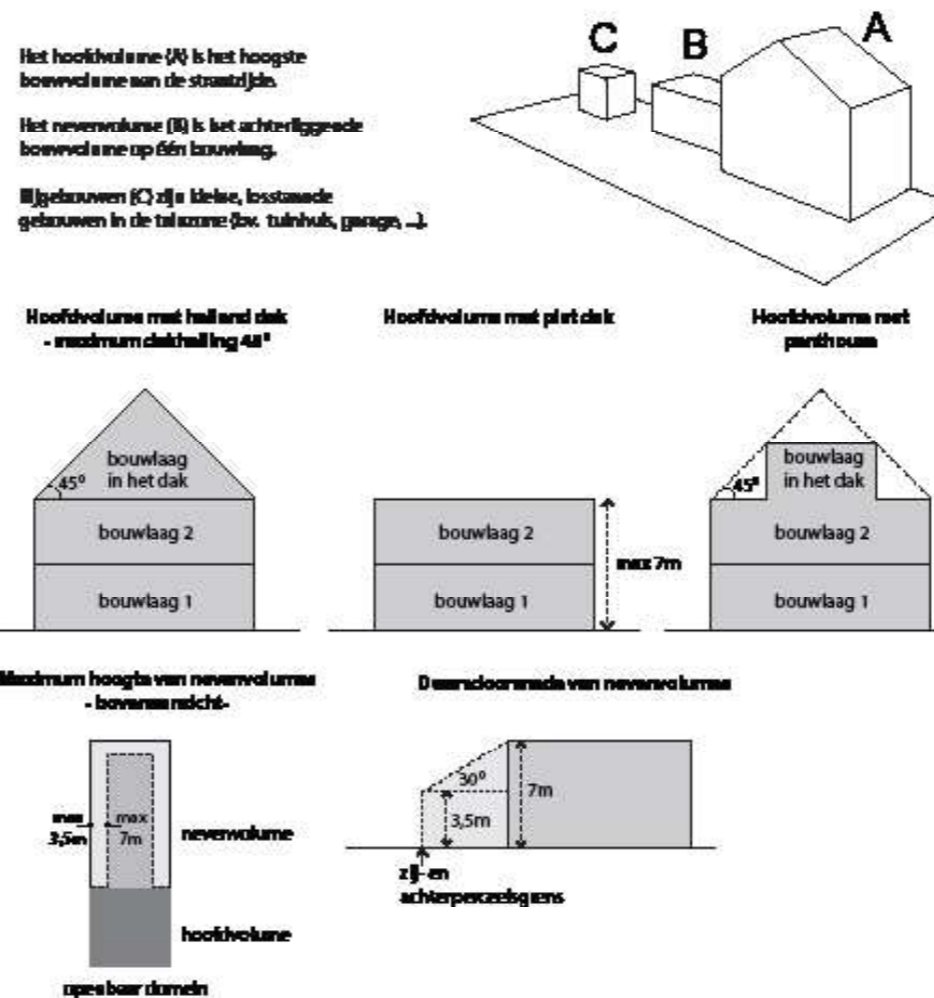 C
B
A
Het hoofdvolume (A) is het hoogste
bouwvolume aan de straatzijde.
Het nevenvolume (B) is het achterliggende
bouwvolume op één bouwlaag.
Bijgebouwen (C) zijn kleine, losstaande
gebouwen in de tuinzone (bv. tuinhuis, garage, ...).
Hoofdvolume met hellend dak
- maximum dakhelling 45°
Hoofdvolume met plat dak
Hoofdvolume met
penthouse
bouwlaag
in het dak
45°
bouwlaag 2
bouwlaag 1
bouwlaag 2
bouwlaag 1
max 7m
bouwlaag
in het dak
45°
bouwlaag 2
bouwlaag 1
Maximum hoogte van nevenvolumes
- bovenaanzicht-
max
3,5m
max
7m
nevenvolume
hoofdvolume
openbaar domein
Dwarsdoorsnede van nevenvolumes
30°
3,5m
7m
zij- en
achterperceelsgrens